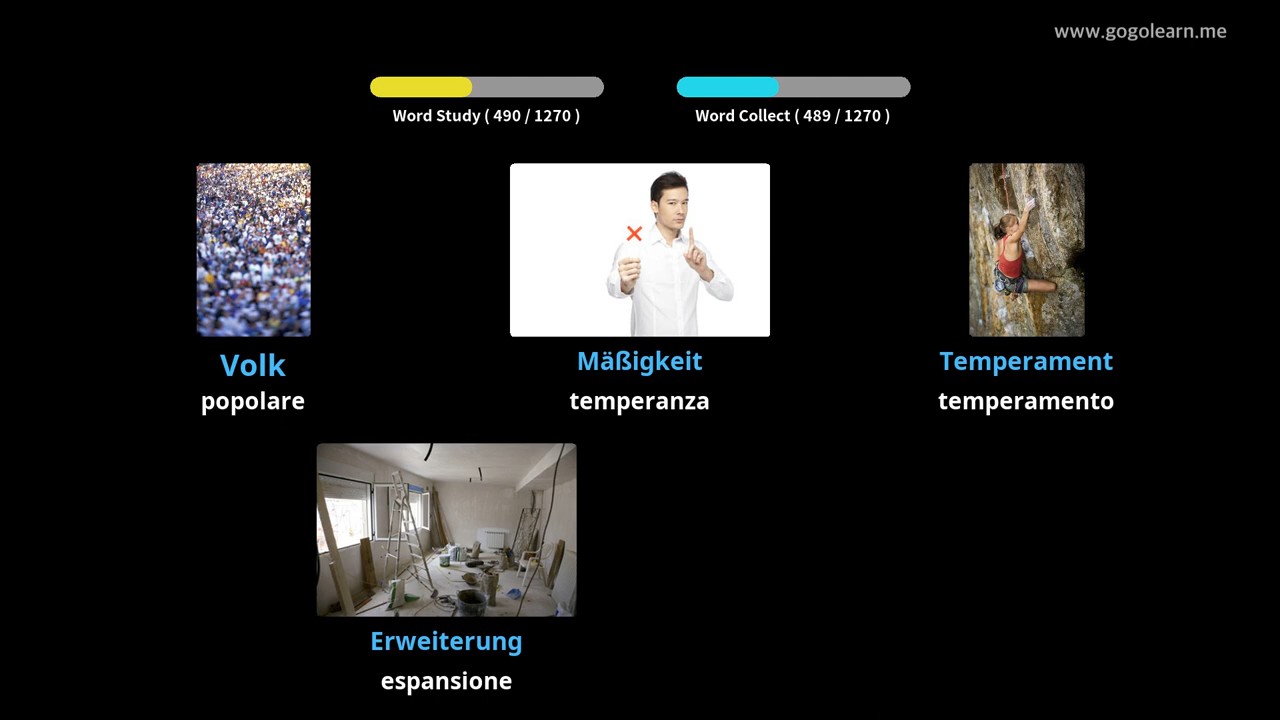 www.gogolearn.me
Word Study ( 490 / 1270 )
Word Collect ( 489 / 1270 )
Volk
popolare
Mäßigkeit
temperanza
Temperament
temperamento
Erweiterung
espansione